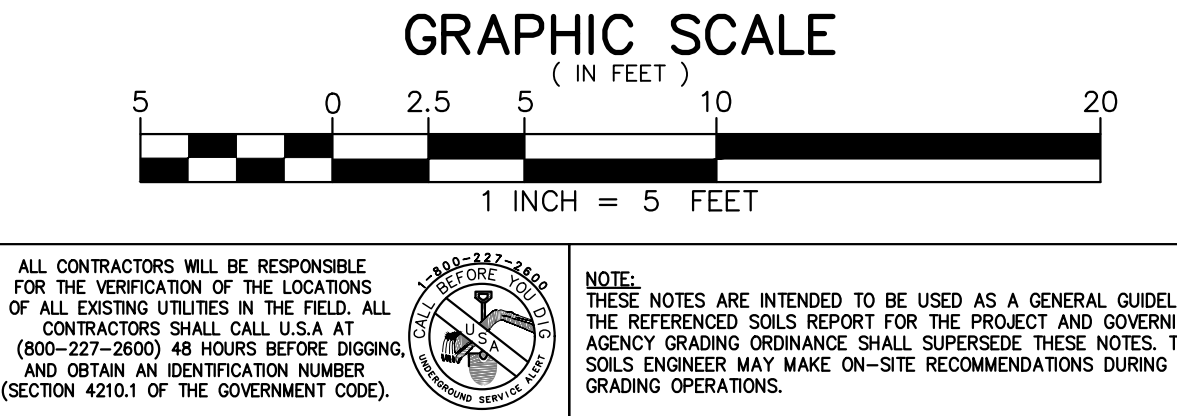 GRAPHIC SCALE
( IN FEET )
5 0 2.5 5 10 20
1 INCH = 5 FEET
ALL CONTRACTORS WILL BE RESPONSIBLE
FOR THE VERIFICATION OF THE LOCATIONS
OF ALL EXISTING UTILITIES IN THE FIELD. ALL
CONTRACTORS SHALL CALL U.S.A AT
(800-227-2600) 48 HOURS BEFORE DIGGING,
AND OBTAIN AN IDENTIFICATION NUMBER
(SECTION 4210.1 OF THE GOVERNMENT CODE).
1-800-227-2600
CALL BEFORE YOU DIG
USA
UNDERGROUND SERVICE ALERT
NOTE:
THESE NOTES ARE INTENDED TO BE USED AS A GENERAL GUIDEL
THE REFERENCED SOILS REPORT FOR THE PROJECT AND GOVERNI
AGENCY GRADING ORDINANCE SHALL SUPERSEDE THESE NOTES. T
SOILS ENGINEER MAY MAKE ON-SITE RECOMMENDATIONS DURING
GRADING OPERATIONS.